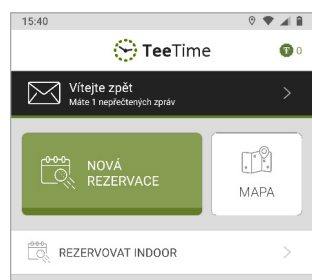 15:40
TeeTime
T 0
Vítejte zpět
Máte 1 nepřečtených zpráv
NOVÁ
REZERVACE
MAPA
REZERVOVAT INDOOR